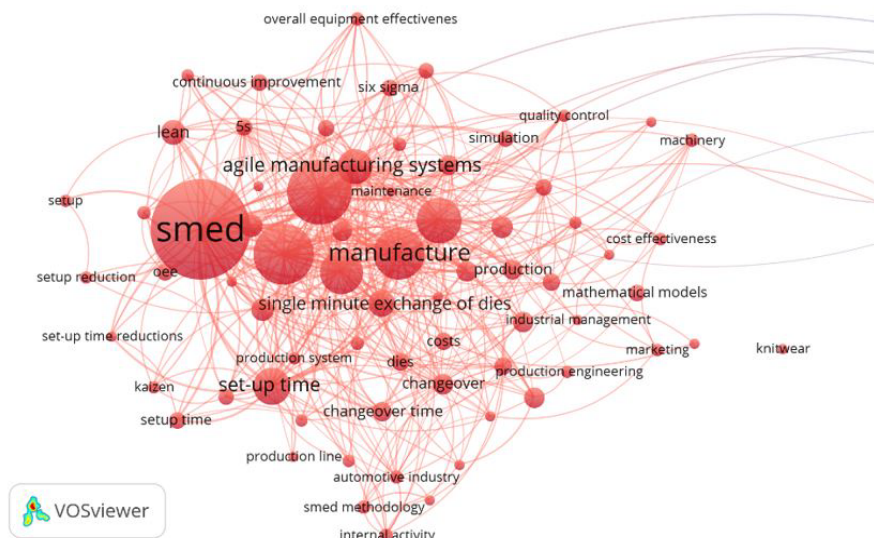 overall equipment effectivenes
continuous improvement
six sigma
quality control
lean
5s
simulation
machinery
agile manufacturing systems
maintenance
setup
smed
manufacture
cost effectiveness
setup reduction
oee
production
mathematical models
single minute exchange of dies
industrial management
set-up time reductions
costs
marketing
knitwear
production system
dies
production engineering
kaizen
set-up time
changeover
setup time
changeover time
production line
automotive industry
smed methodology
internal activity
VOSviewer